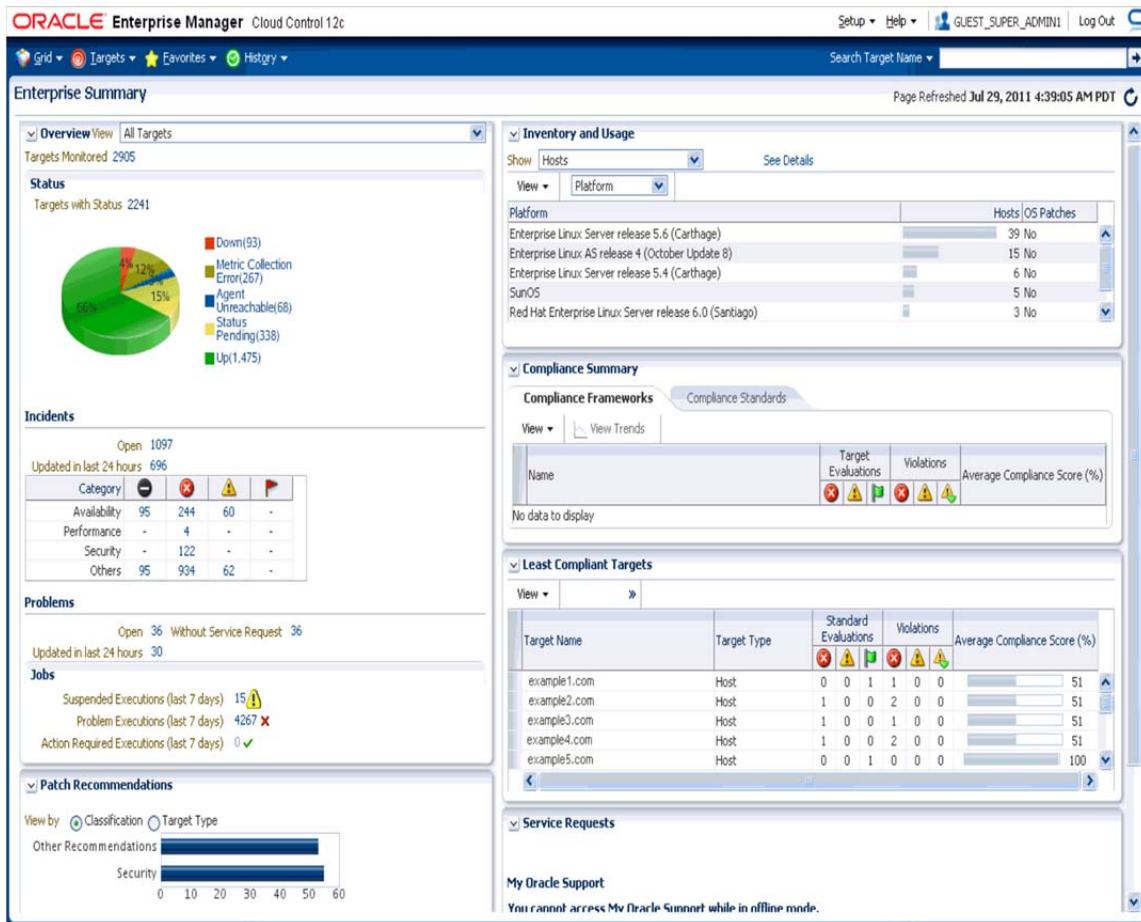 ORACLE Enterprise Manager Cloud Control 12c
Setup Help GUEST_SUPER_ADMIN1 Log Out
Grid Targets Favorites History Search Target Name
Enterprise Summary
Page Refreshed Jul 29, 2011 4:39:05 AM PDT
Overview View All Targets
Targets Monitored 2905
Status
Targets with Status 2241
4%
12%
3%
15%
66%
Down(93)
Metric Collection
Error(267)
Agent
Unreachable(68)
Status
Pending(338)
Up(1,475)
Incidents
Open 1097
Updated in last 24 hours 696
Category
Availability 95 244 60 -
Performance - 4 - -
Security - 122 - -
Others 95 934 62 -
Problems
Open 36 Without Service Request 36
Updated in last 24 hours 30
Jobs
Suspended Executions (last 7 days) 15
Problem Executions (last 7 days) 4267
Action Required Executions (last 7 days) 0
Patch Recommendations
View by Classification Target Type
Other Recommendations
Security
0 10 20 30 40 50 60
Inventory and Usage
Show Hosts See Details
View Platform
Platform Hosts OS Patches
Enterprise Linux Server release 5.6 (Carthage) 39 No
Enterprise Linux AS release 4 (October Update 8) 15 No
Enterprise Linux Server release 5.4 (Carthage) 6 No
SunOS 5 No
Red Hat Enterprise Linux Server release 6.0 (Santiago) 3 No
Compliance Summary
Compliance Frameworks Compliance Standards
View View Trends
Name Target Evaluations Violations Average Compliance Score (%)
No data to display
Least Compliant Targets
View »
Target Name Target Type Standard Evaluations Violations Average Compliance Score (%)
example1.com Host 0 0 1 1 0 0 51
example2.com Host 1 0 0 2 0 0 51
example3.com Host 1 0 0 1 0 0 51
example4.com Host 1 0 0 2 0 0 51
example5.com Host 0 0 1 0 0 0 100
Service Requests
My Oracle Support
You cannot access My Oracle Support while in offline mode.